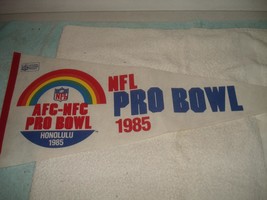 NFL
AFC-NFC
PRO BOWL
HONOLULU
1985
NFL
PRO BOWL
1985